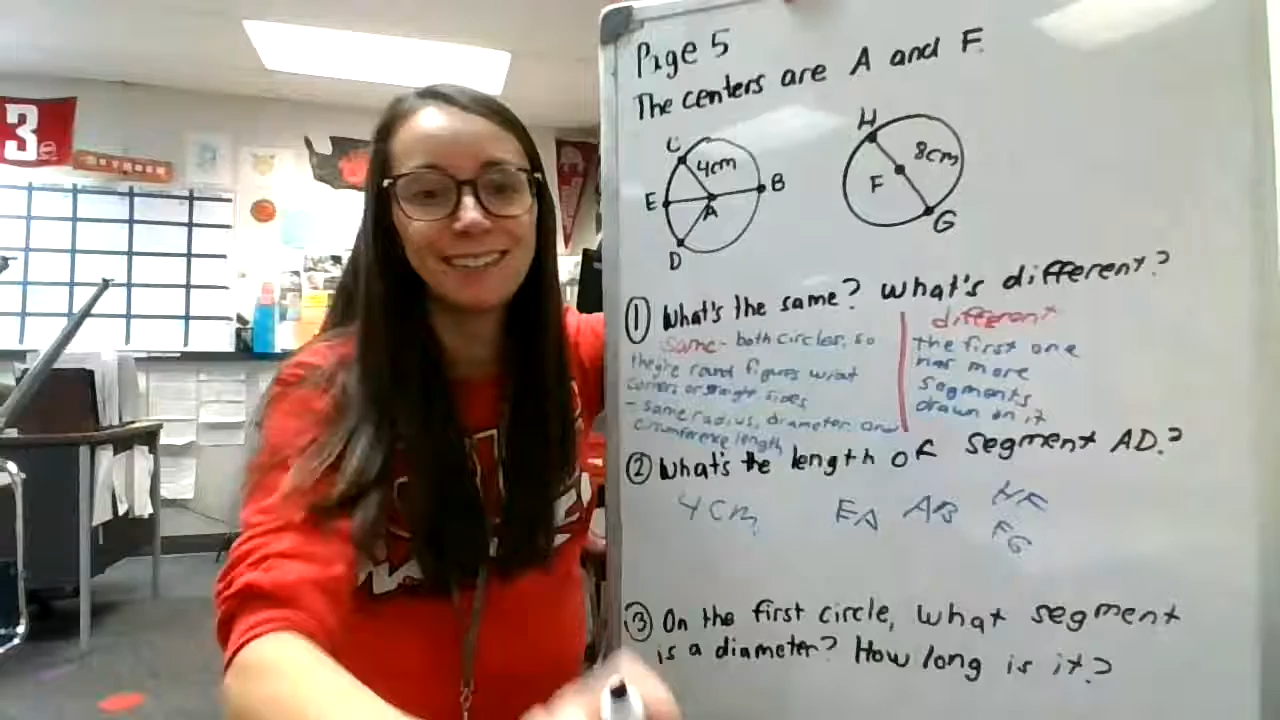 Page 5
The centers are A and F.
C
4cm
B
E
A
D
H
8cm
F
G
① What's the same? What's different?
same - both circles, so
they're round figures w/out
corners or straight sides
- same radius, diameter and
circumference length
different
the first one
has more
segments
drawn on it
② What's the length of segment AD?
4cm
EA AB HF
FG
③ On the first circle, what segment
is a diameter? How long is it?
3